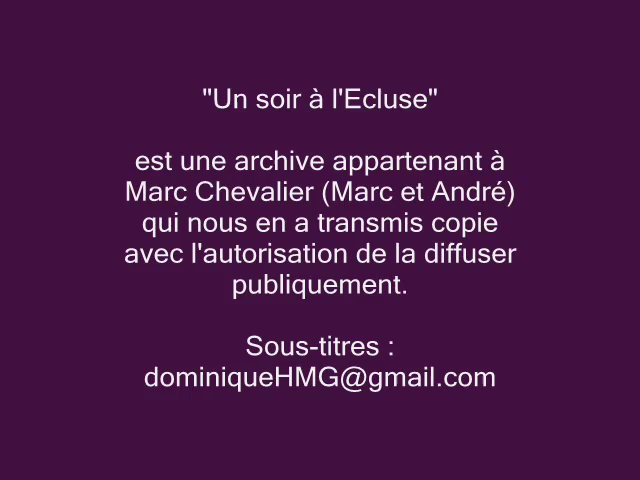 "Un soir à l'Ecluse"
est une archive appartenant à
Marc Chevalier (Marc et André)
qui nous en a transmis copie
avec l'autorisation de la diffuser
publiquement.
Sous-titres :
dominiqueHMG@gmail.com